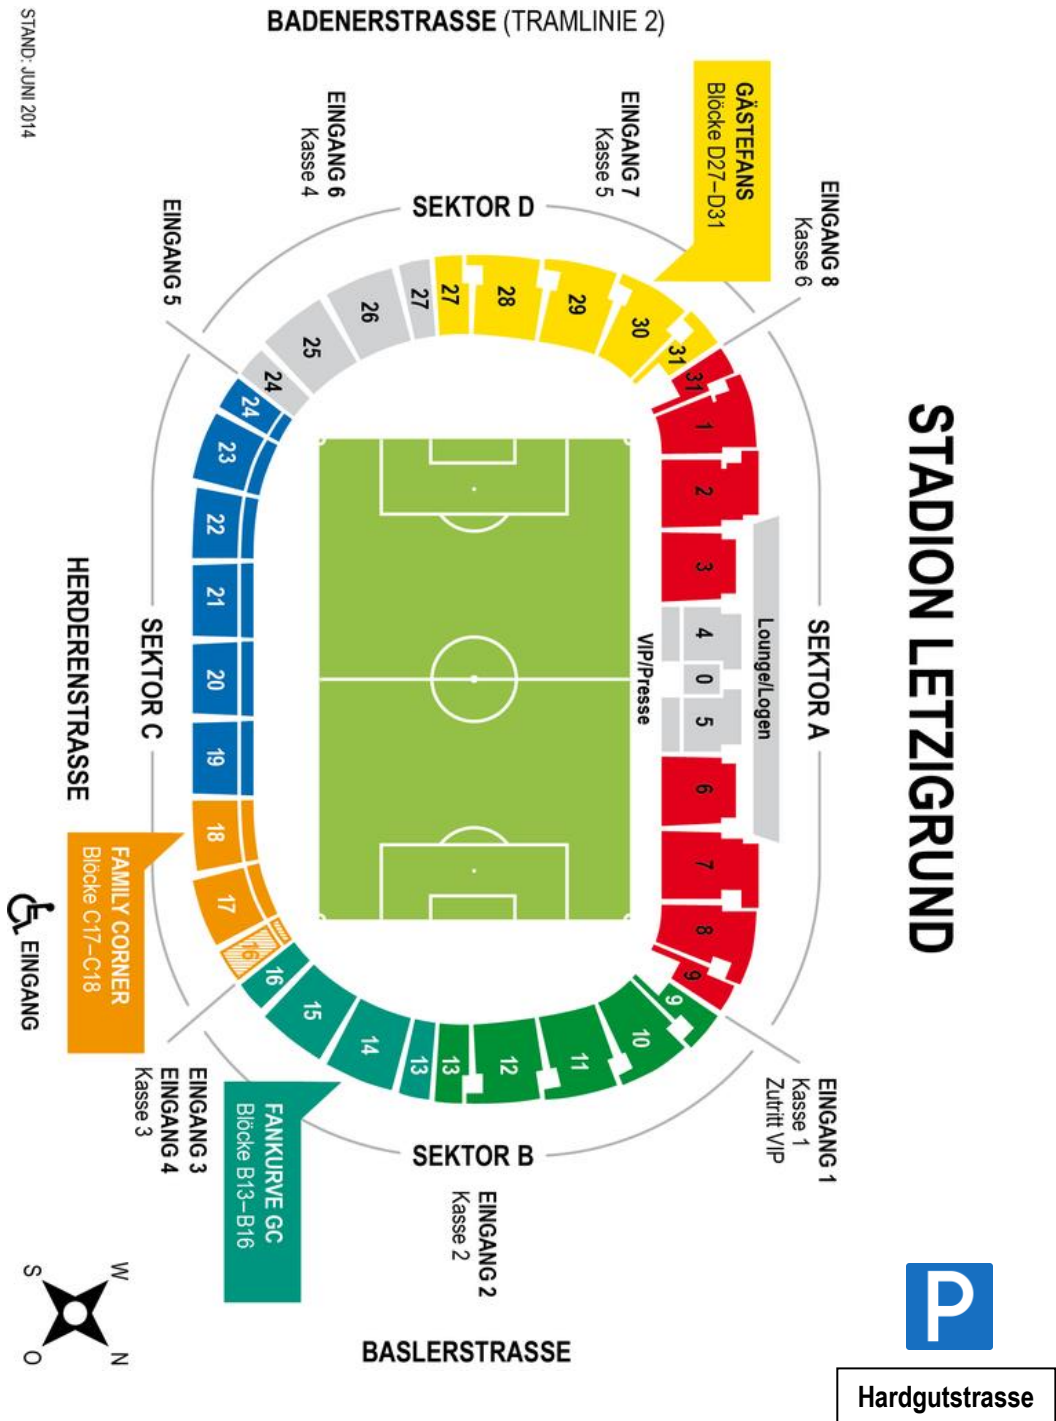 BADENERSTRASSE (TRAMLINIE 2)
STAND: JUNI 2014
GÄSTEFANS
Blöcke D27–D31
EINGANG 6
Kasse 4
EINGANG 7
Kasse 5
EINGANG 8
Kasse 6
EINGANG 5
SEKTOR D
27
27
28
29
30
31
31
26
25
24
24
23
22
21
20
19
18
17
16
16
15
14
13
13
12
11
10
9
9
8
7
6
5
0
4
3
2
1
VIP/Presse
Lounge/Logen
SEKTOR A
STADION LETZIGRUND
SEKTOR C
HERDERENSTRASSE
FAMILY CORNER
Blöcke C17–C18
EINGANG
EINGANG 3
EINGANG 4
Kasse 3
FANKURVE GC
Blöcke B13–B16
SEKTOR B
EINGANG 2
Kasse 2
EINGANG 1
Kasse 1
Zutritt VIP
S
W
O
N
BASLERSTRASSE
P
Hardgutstrasse